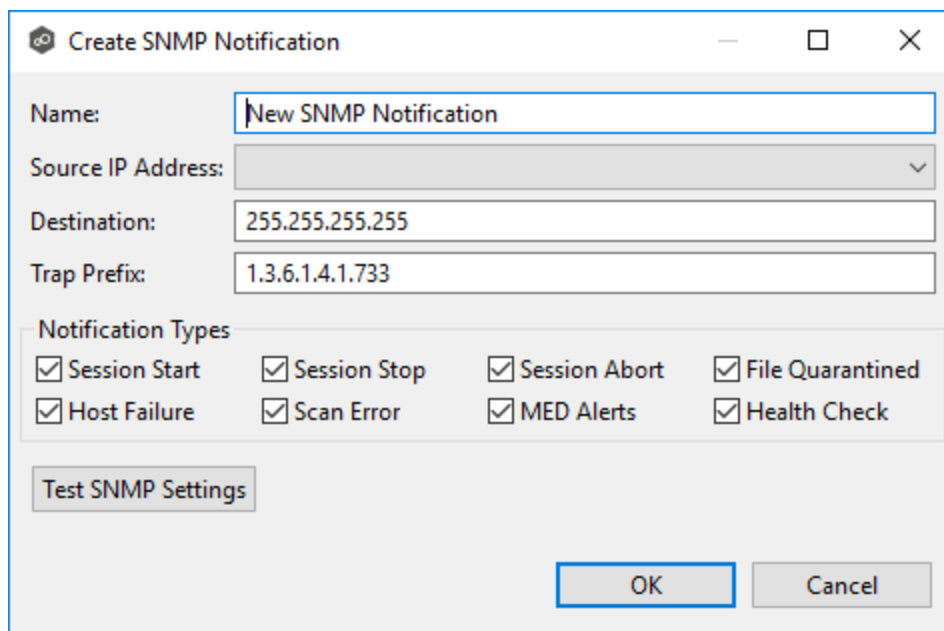 Create SNMP Notification
Name: New SNMP Notification
Source IP Address:
Destination: 255.255.255.255
Trap Prefix: 1.3.6.1.4.1.733
Notification Types
Session Start Session Stop Session Abort File Quarantined
Host Failure Scan Error MED Alerts Health Check
Test SNMP Settings
OK Cancel